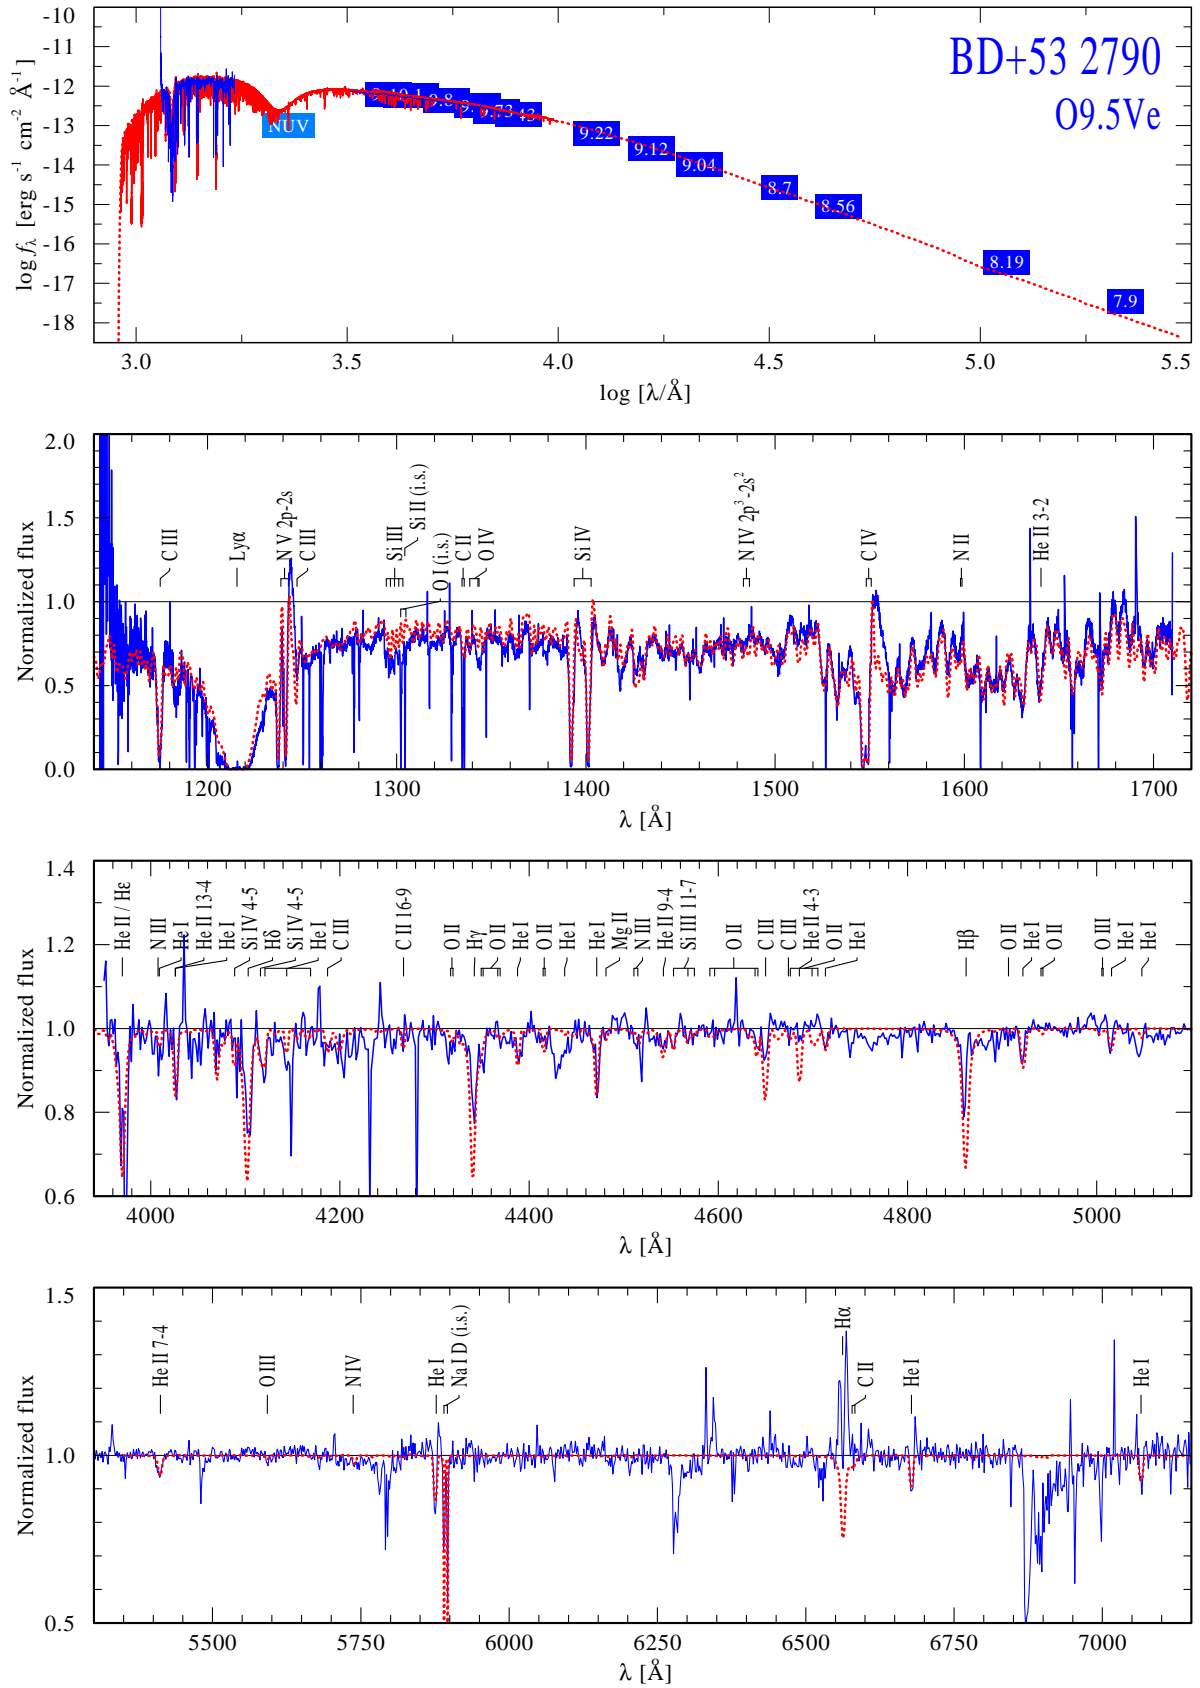 BD+53 2790
O9.5Ve
log fλ [erg s⁻¹ cm⁻² Å⁻¹]
-10
-11
-12
-13
-14
-15
-16
-17
-18
NUV
9.22
9.12
9.04
8.7
8.56
8.19
7.9
3.0 3.5 4.0 4.5 5.0 5.5
log [λ/Å]
Normalized flux
2.0
1.5
1.0
0.5
0.0
C III
Lyα
N V 2p-2s
C III
Si III
Si II (i.s.)
O I (i.s.)
C II
O IV
Si IV
N IV 2p³ -2s²
C IV
N II
He II 3-2
1200 1300 1400 1500 1600 1700
λ [Å]
Normalized flux
1.4
1.2
1.0
0.8
0.6
He II / Hε
N III
He I
He II 13-4
He I
Si IV 4-5
Hδ
Si IV 4-5
He I
C III
C II 16-9
O II
Hγ
O II
He I
O II
He I
He I
Mg II
N III
He II 9-4
Si III 11-7
O II
C III
C III
He II 4-3
O II
He I
Hβ
O II
He I
O II
O III
He I
He I
4000 4200 4400 4600 4800 5000
λ [Å]
Normalized flux
1.5
1.0
0.5
He II 7-4
O III
N IV
He I
Na I D (i.s.)
Hα
C II
He I
He I
5500 5750 6000 6250 6500 6750 7000
λ [Å]